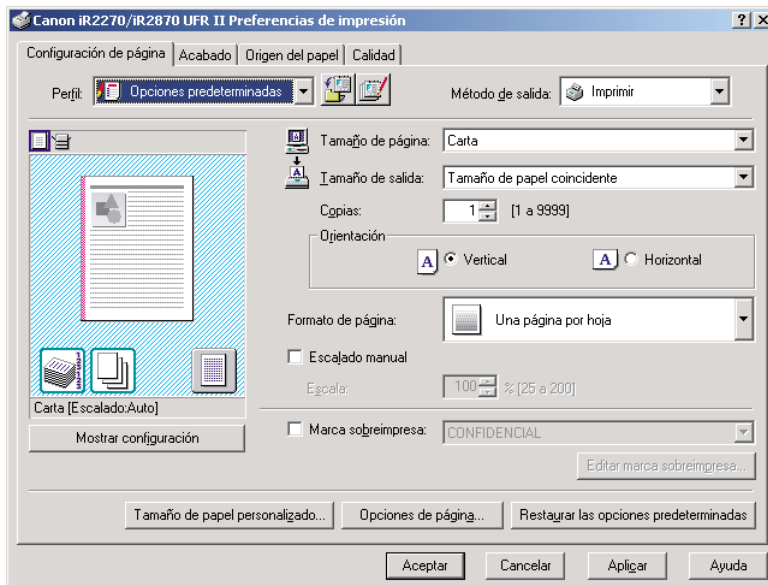 Canon iR2270/iR2870 UFR II Preferencias de impresión
Configuración de página Acabado Origen del papel Calidad
Perfil: Opciones predeterminadas Método de salida: Imprimir
Tamaño de página: Carta
Tamaño de salida: Tamaño de papel coincidente
Copias: 1 [1 a 9999]
Orientación
A Vertical A Horizontal
Formato de página: Una página por hoja
Escalado manual
Escala: 100 % [25 a 200]
Carta [Escalado:Auto]
Mostrar configuración
Marca sobreimpresa: CONFIDENCIAL
Editar marca sobreimpresa...
Tamaño de papel personalizado... Opciones de página... Restaurar las opciones predeterminadas
Aceptar Cancelar Aplicar Ayuda